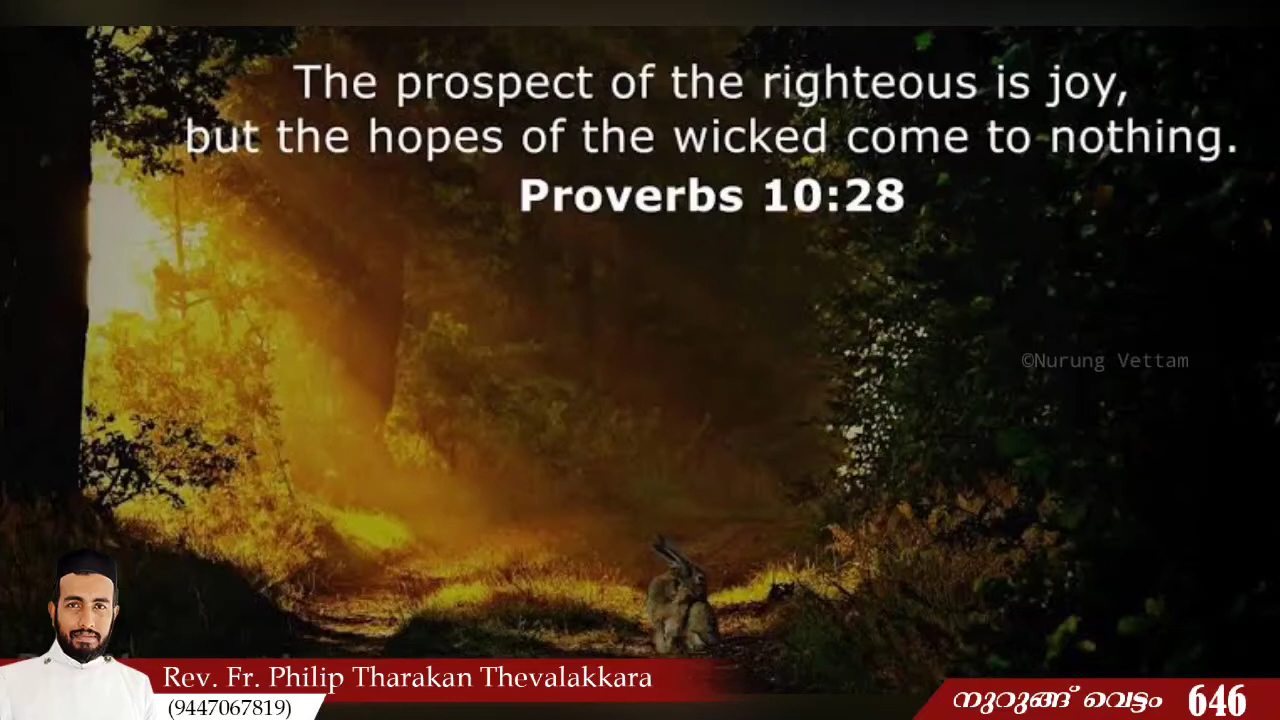 The prospect of the righteous is joy,
but the hopes of the wicked come to nothing.
Proverbs 10:28
©Nurung Vettam
Rev. Fr. Philip Tharakan Thevalakkara
(9447067819)
നുറുങ്ങ് വെട്ടം 646